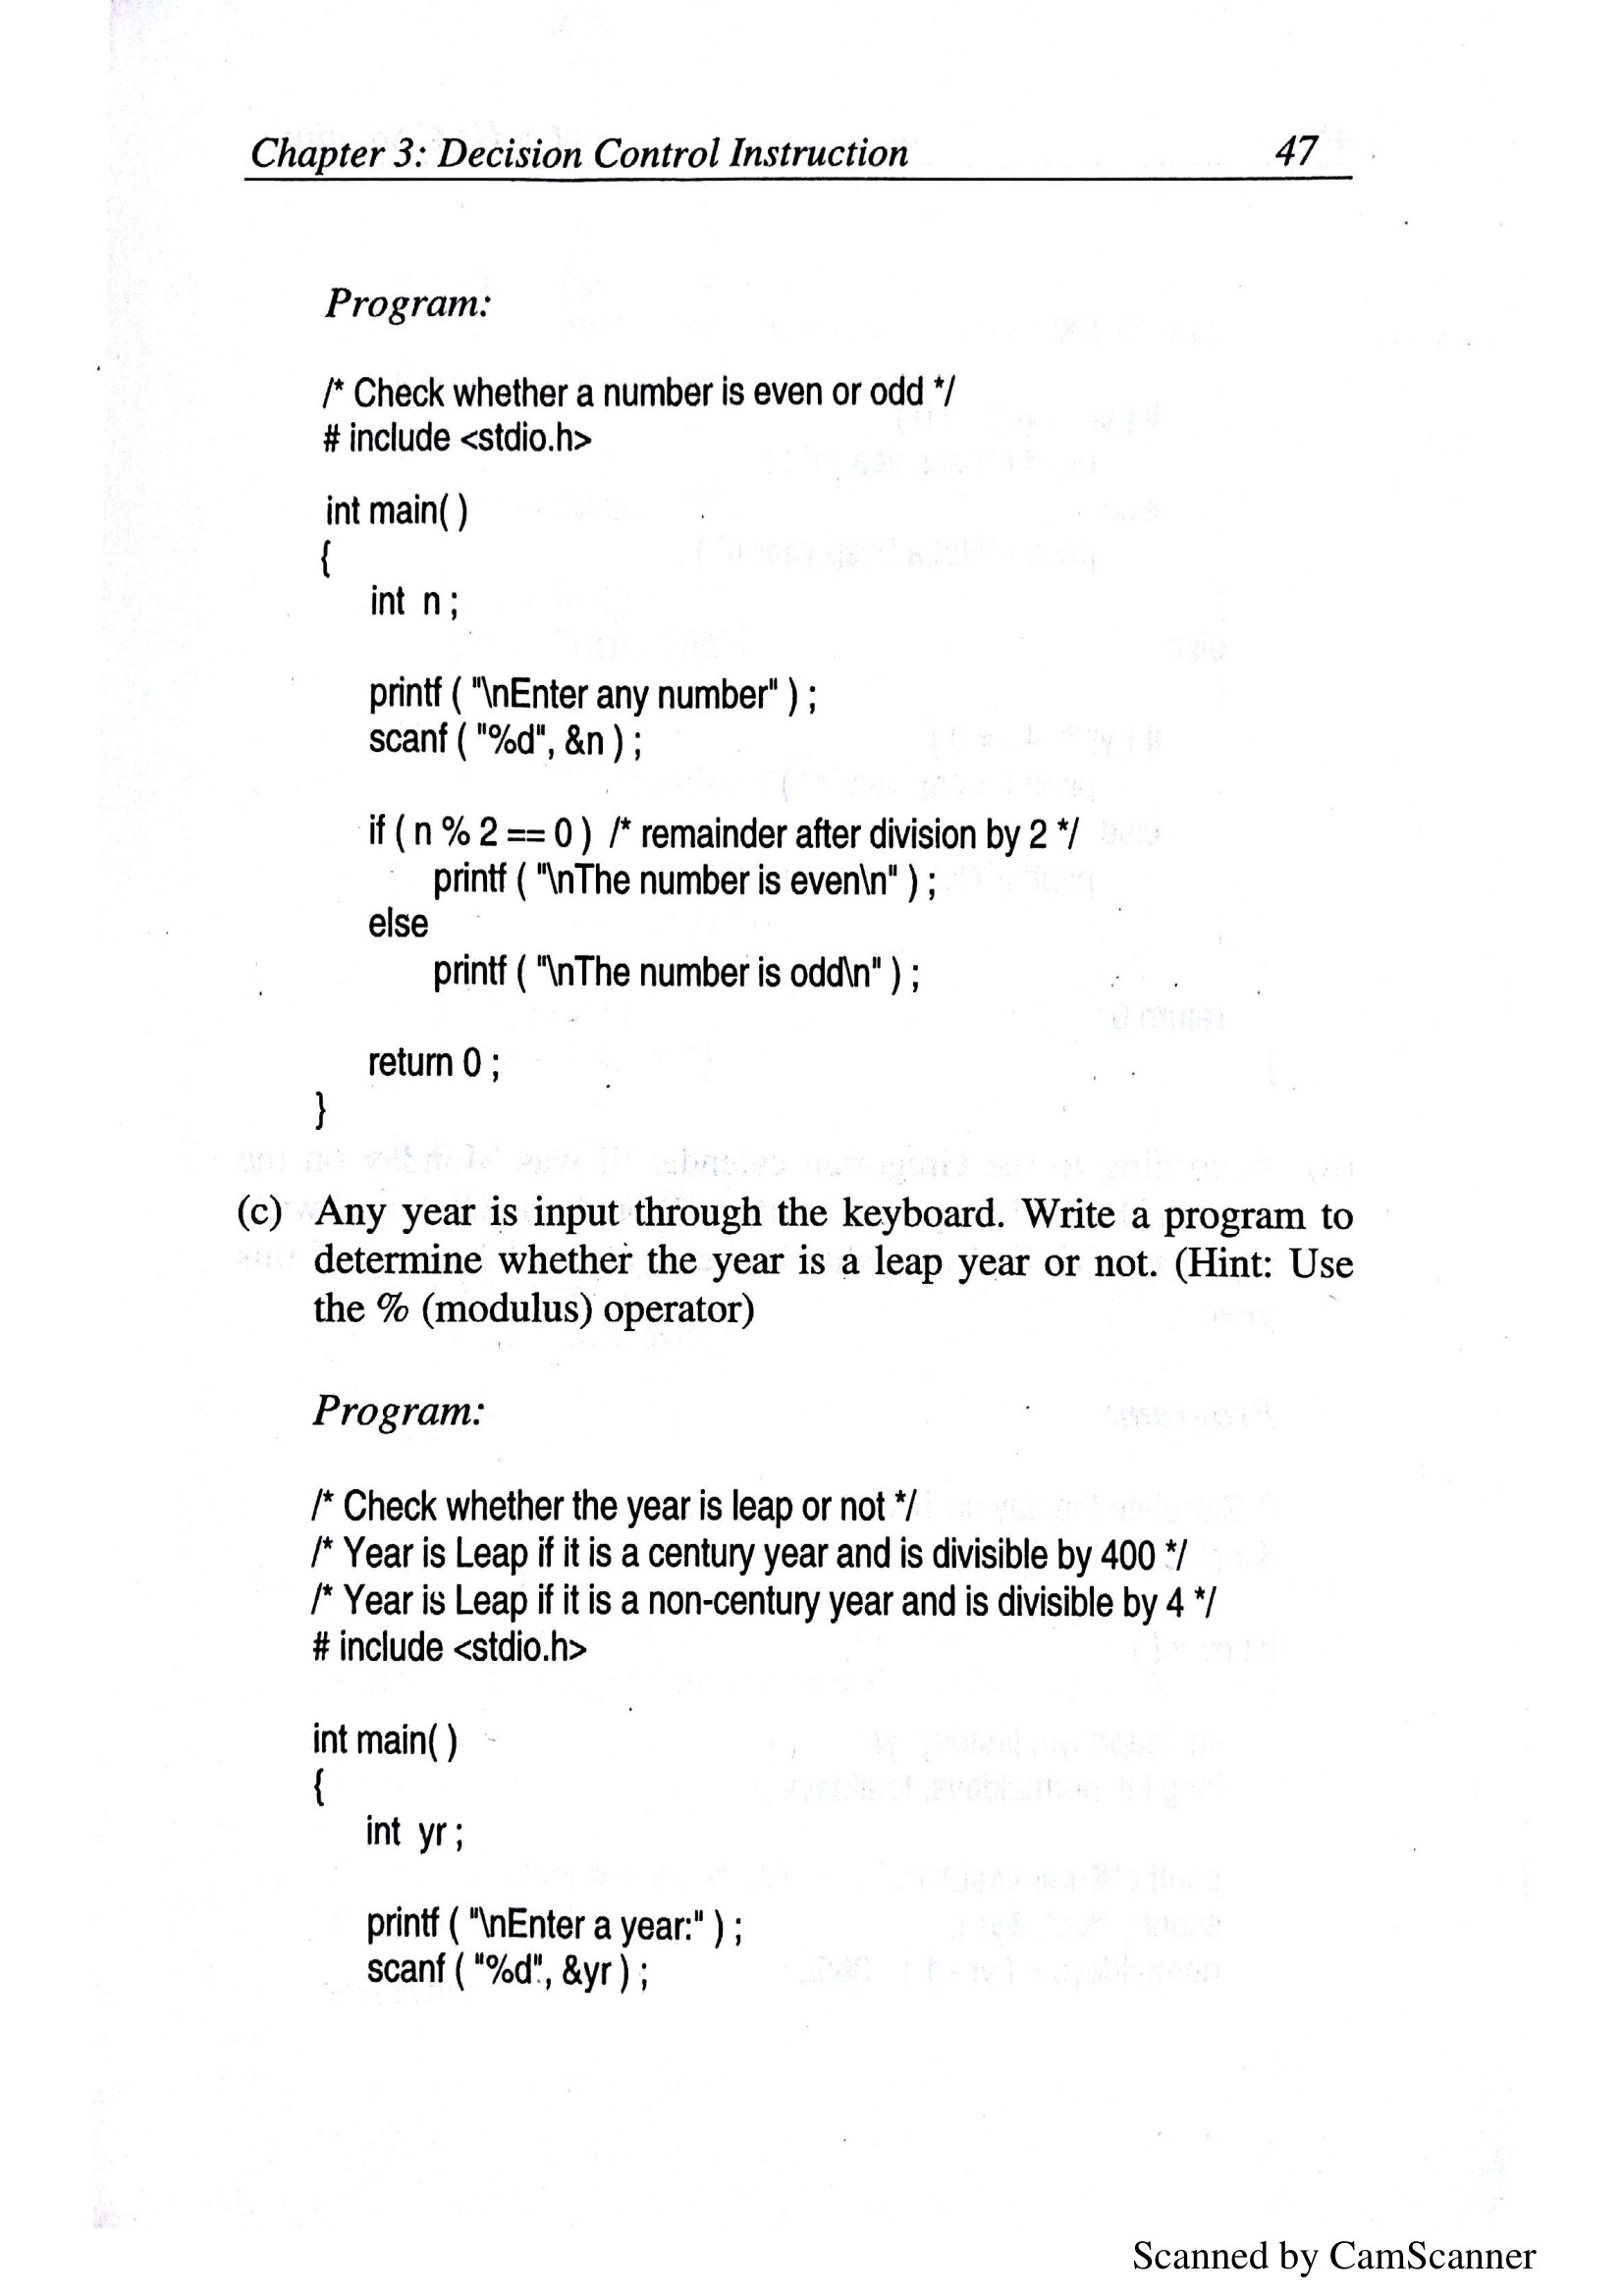 Chapter 3: Decision Control Instruction 47
Program:
/* Check whether a number is even or odd */
# include <stdio.h>
int main( )
{
int n ;
printf ( "\nEnter any number" ) ;
scanf ( "%d", &n ) ;
if ( n % 2 == 0 ) /* remainder after division by 2 */
printf ( "\nThe number is even\n" ) ;
else
printf ( "\nThe number is odd\n" ) ;
return 0 ;
}
(c) Any year is input through the keyboard. Write a program to
determine whether the year is a leap year or not. (Hint: Use
the % (modulus) operator)
Program:
/* Check whether the year is leap or not */
/* Year is Leap if it is a century year and is divisible by 400 */
/* Year is Leap if it is a non-century year and is divisible by 4 */
# include <stdio.h>
int main( )
{
int yr ;
printf ( "\nEnter a year:" ) ;
scanf ( "%d", &yr ) ;
Scanned by CamScanner